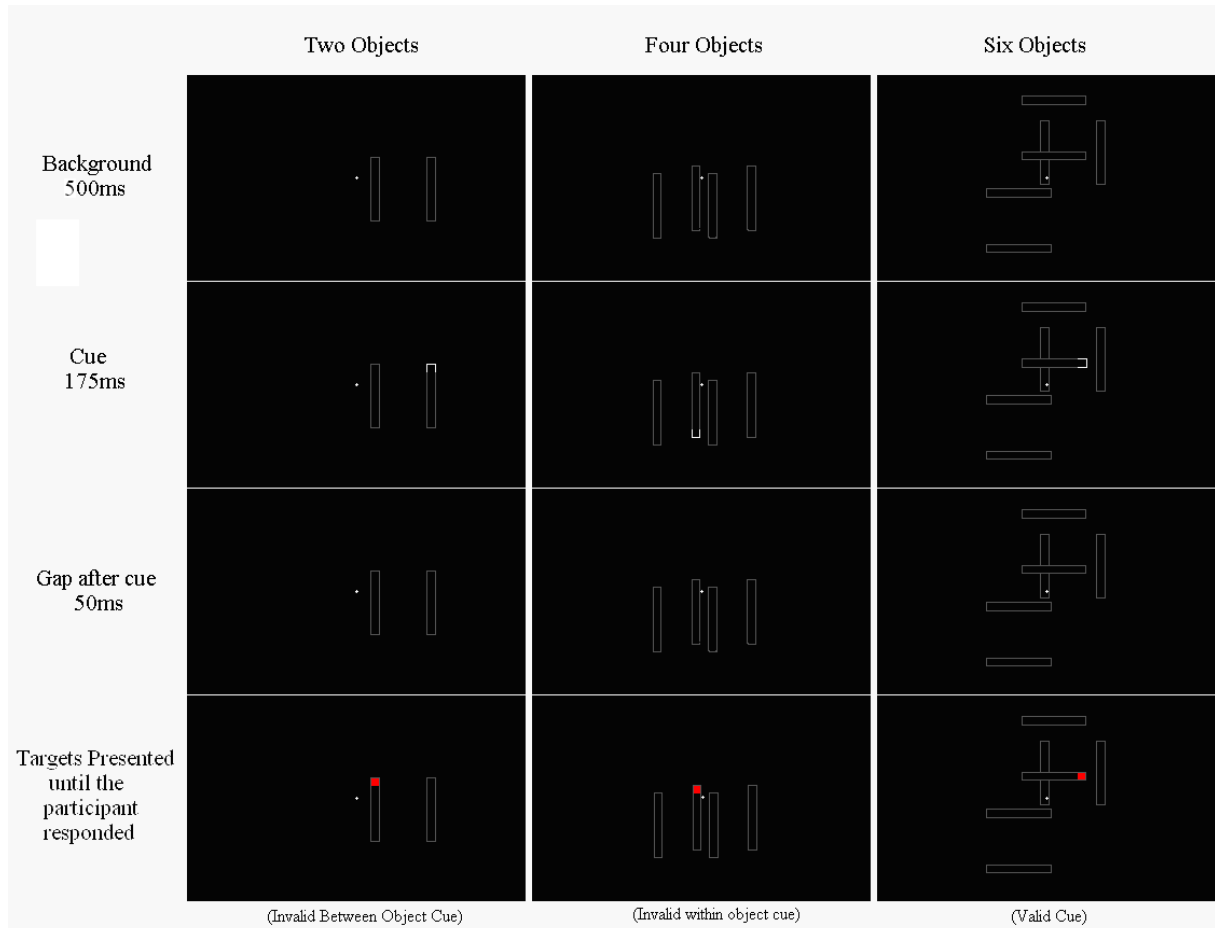 Two Objects
Four Objects
Six Objects
Background
500ms
Cue
175ms
Gap after cue
50ms
Targets Presented
until the
participant
responded
(Invalid Between Object Cue)
(Invalid within object cue)
(Valid Cue)